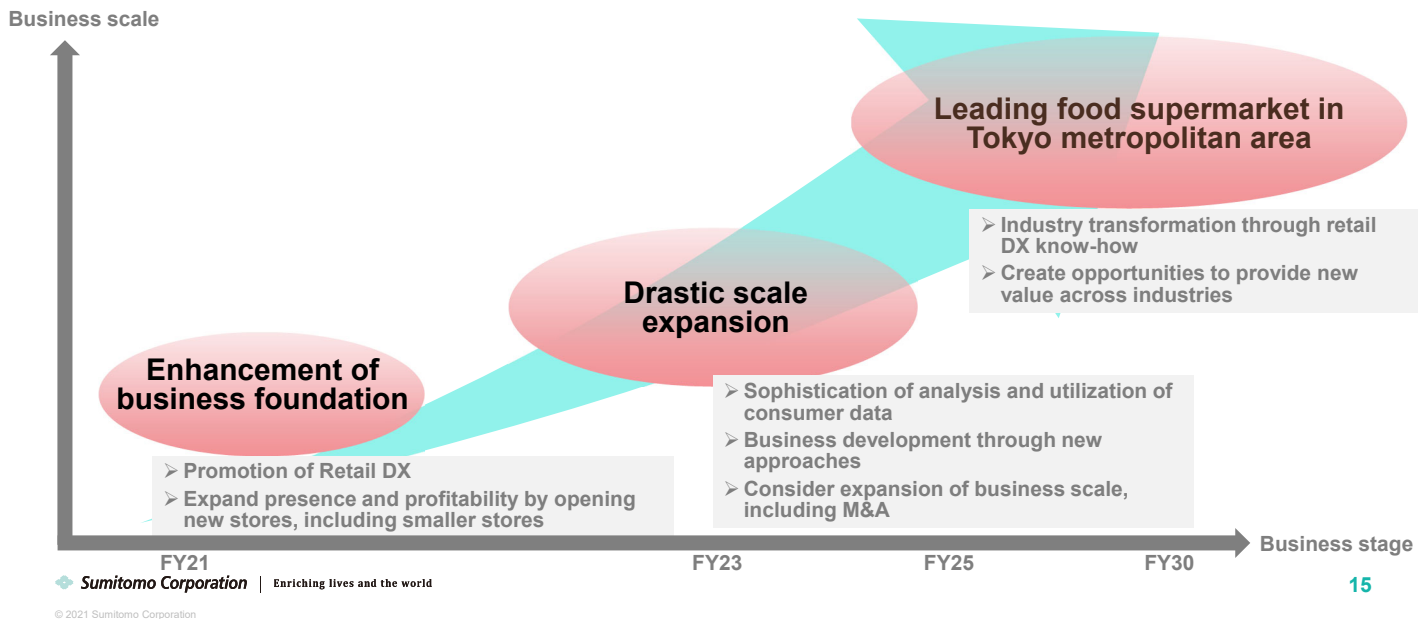 Business scale
Leading food supermarket in
Tokyo metropolitan area
➢ Industry transformation through retail
DX know-how
➢ Create opportunities to provide new
value across industries
Drastic scale
expansion
➢ Sophistication of analysis and utilization of
consumer data
➢ Business development through new
approaches
➢ Consider expansion of business scale,
including M&A
Enhancement of
business foundation
➢ Promotion of Retail DX
➢ Expand presence and profitability by opening
new stores, including smaller stores
Business stage
FY21 FY23 FY25 FY30
Sumitomo Corporation | Enriching lives and the world
15
© 2021 Sumitomo Corporation